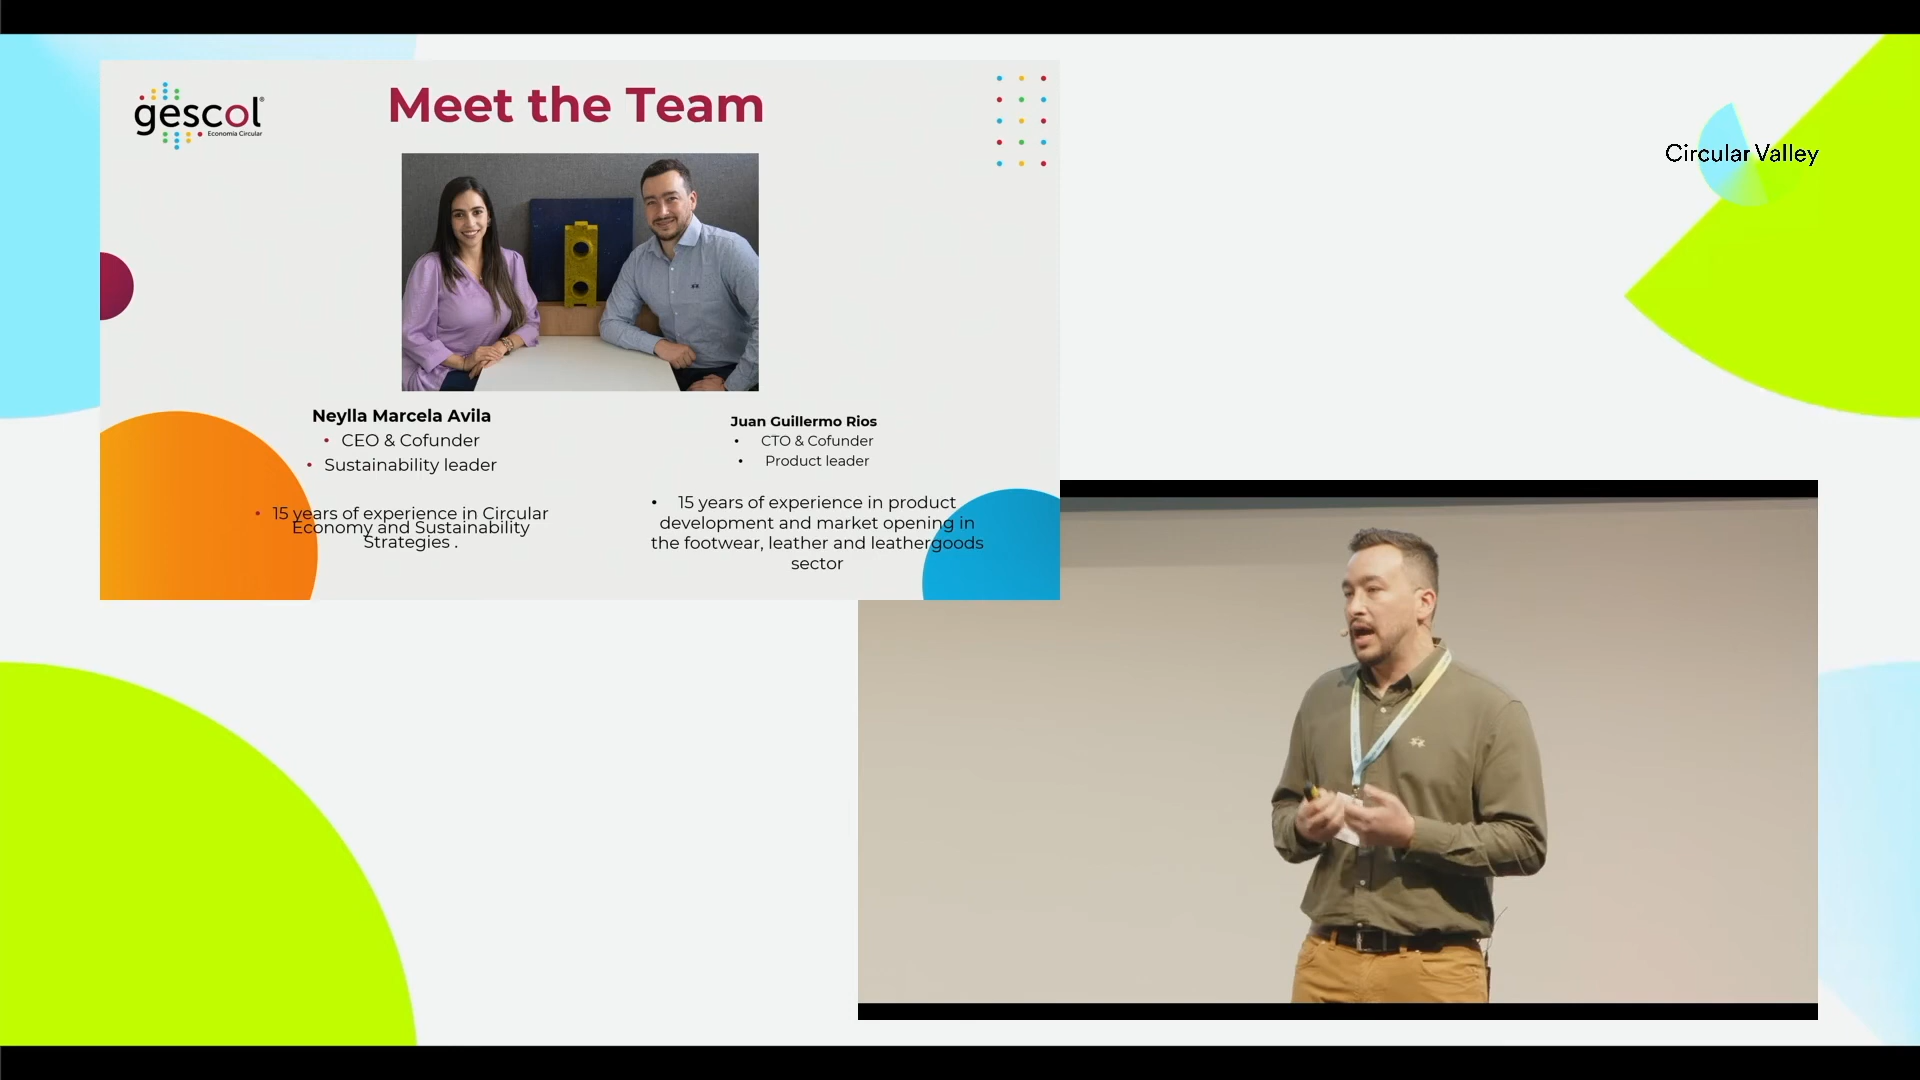 gescol®
Economía Circular
Meet the Team
Circular Valley
Neylla Marcela Avila
• CEO & Cofunder
• Sustainability leader
• 15 years of experience in Circular
Economy and Sustainability
Strategies .
Juan Guillermo Rios
• CTO & Cofunder
• Product leader
• 15 years of experience in product
development and market opening in
the footwear, leather and leathergoods
sector